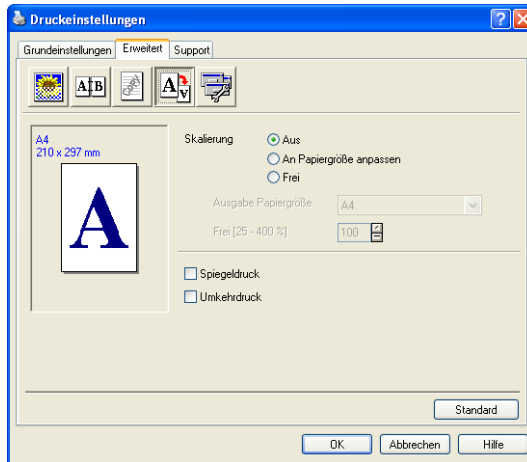 Druckeinstellungen
Grundeinstellungen Erweitert Support
A B A A
A4
210 x 297 mm
A
Skalierung Aus
An Papiergröße anpassen
Frei
Ausgabe Papiergröße A4
Frei [25 - 400 %] 100
Spiegeldruck
Umkehrdruck
Standard
OK Abbrechen Hilfe